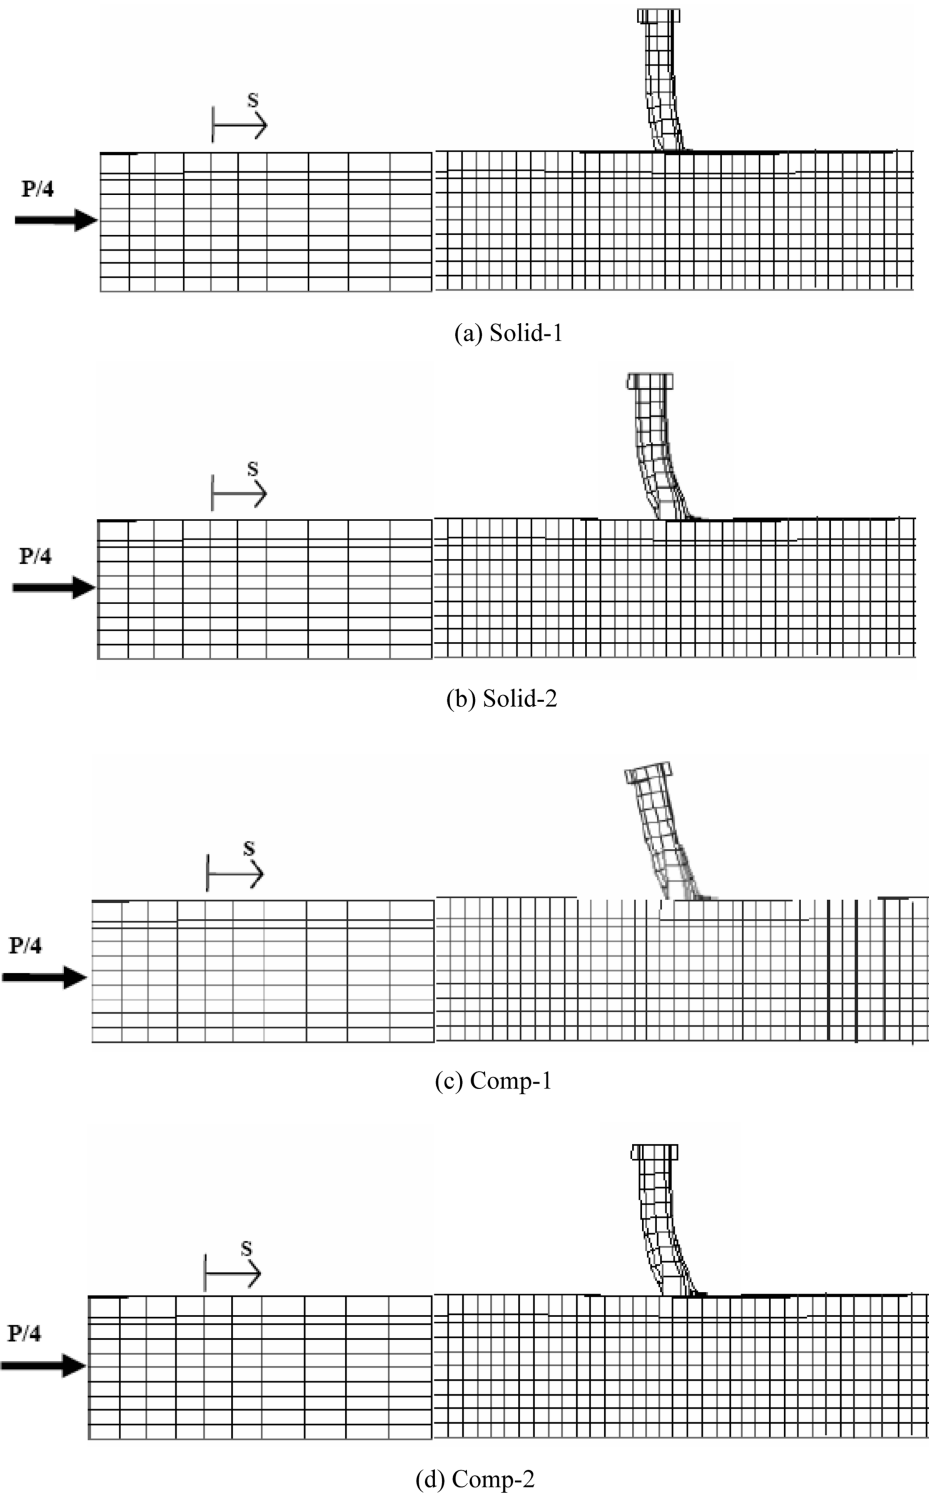 S
P/4
(a) Solid-1
S
P/4
(b) Solid-2
S
P/4
(c) Comp-1
S
P/4
(d) Comp-2